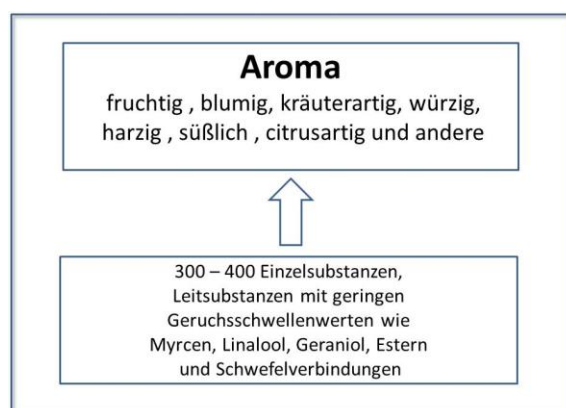 Aroma
fruchtig , blumig, kräuterartig, würzig,
harzig , süßlich , citrusartig und andere
300 – 400 Einzelsubstanzen,
Leitsubstanzen mit geringen
Geruchsschwellenwerten wie
Myrcen, Linalool, Geraniol, Estern
und Schwefelverbindungen